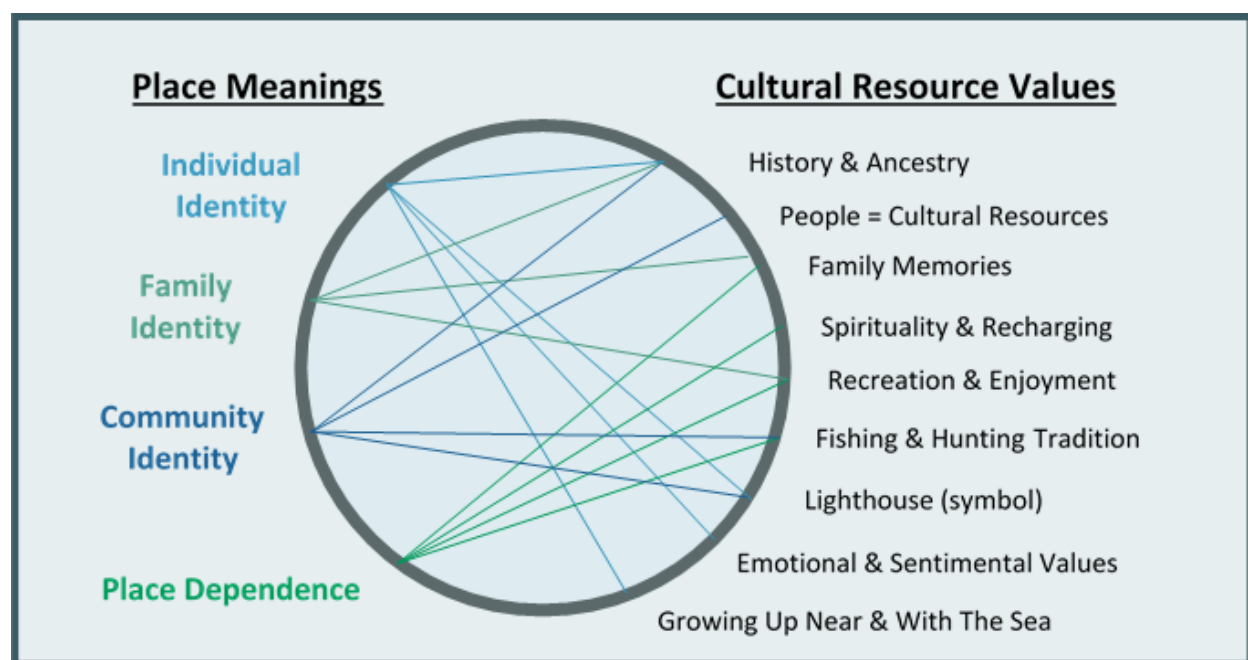 Place Meanings
Individual
Identity
Family
Identity
Community
Identity
Place Dependence
Cultural Resource Values
History & Ancestry
People = Cultural Resources
Family Memories
Spirituality & Recharging
Recreation & Enjoyment
Fishing & Hunting Tradition
Lighthouse (symbol)
Emotional & Sentimental Values
Growing Up Near & With The Sea